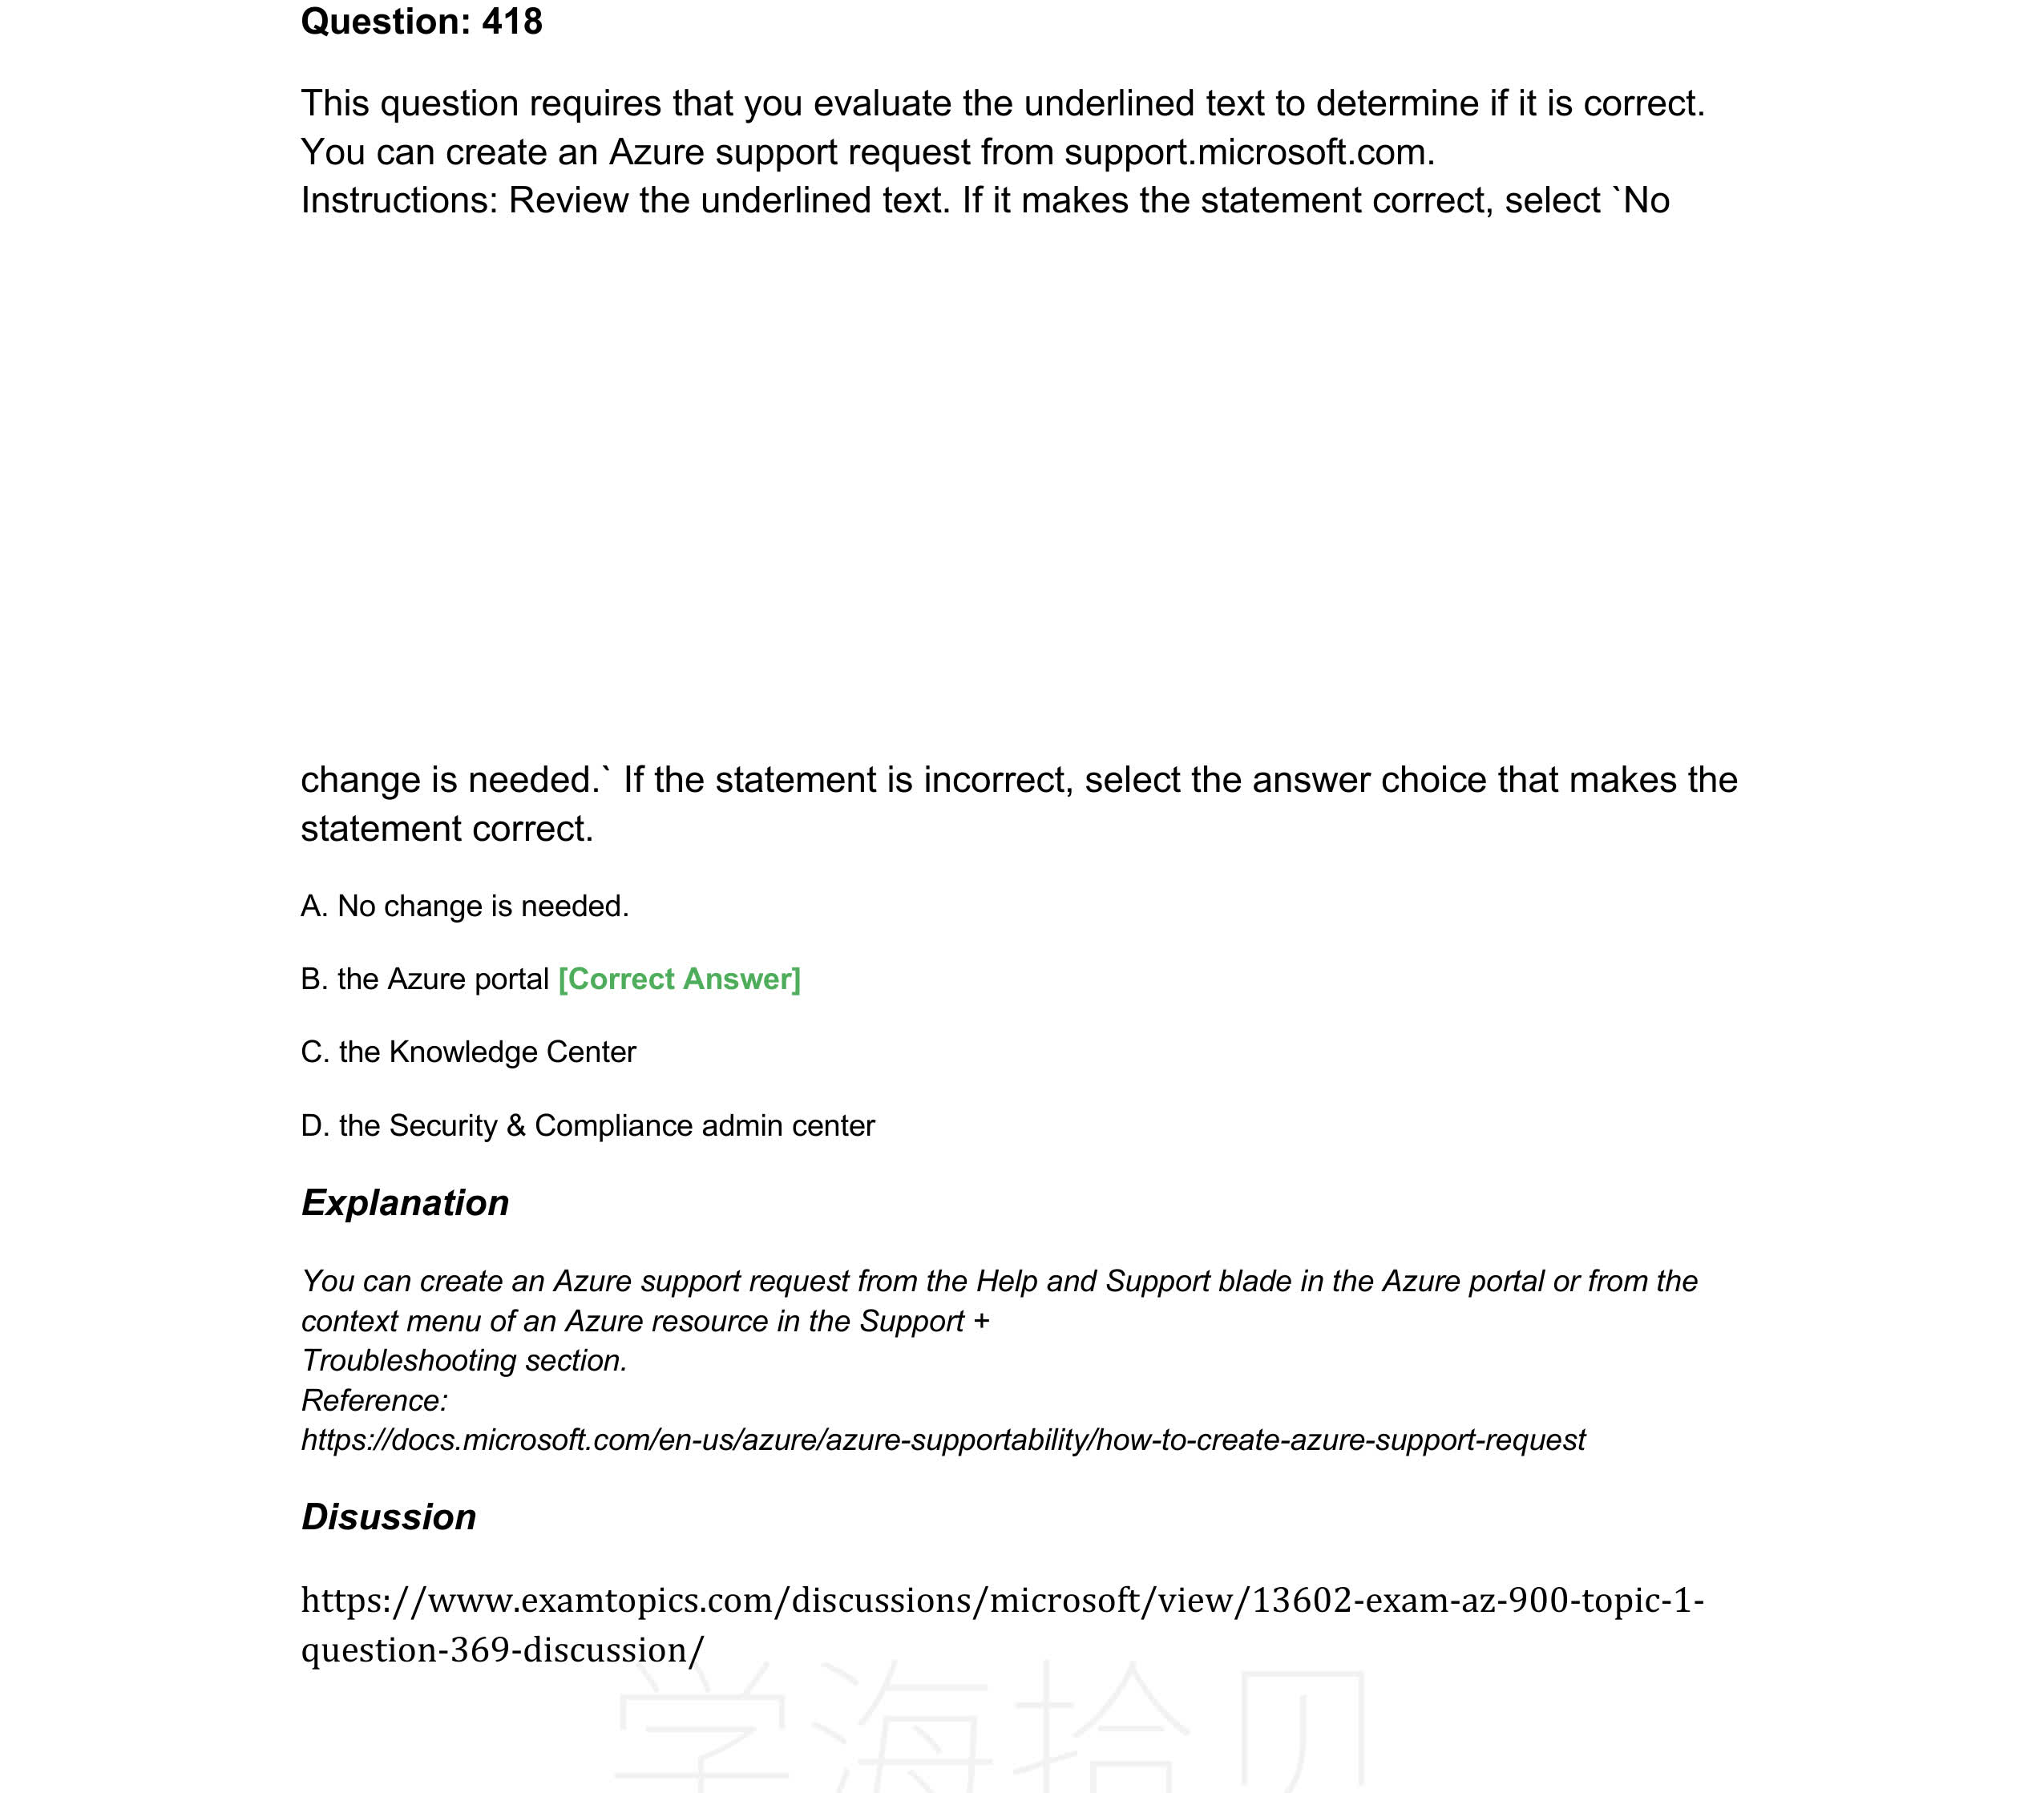 Question: 418
This question requires that you evaluate the underlined text to determine if it is correct.
You can create an Azure support request from support.microsoft.com.
Instructions: Review the underlined text. If it makes the statement correct, select `No
change is needed.` If the statement is incorrect, select the answer choice that makes the
statement correct.
A. No change is needed.
B. the Azure portal [Correct Answer]
C. the Knowledge Center
D. the Security & Compliance admin center
Explanation
You can create an Azure support request from the Help and Support blade in the Azure portal or from the
context menu of an Azure resource in the Support +
Troubleshooting section.
Reference:
https://docs.microsoft.com/en-us/azure/azure-supportability/how-to-create-azure-support-request
Disussion
https://www.examtopics.com/discussions/microsoft/view/13602-exam-az-900-topic-1-
question-369-discussion/
学海拾贝